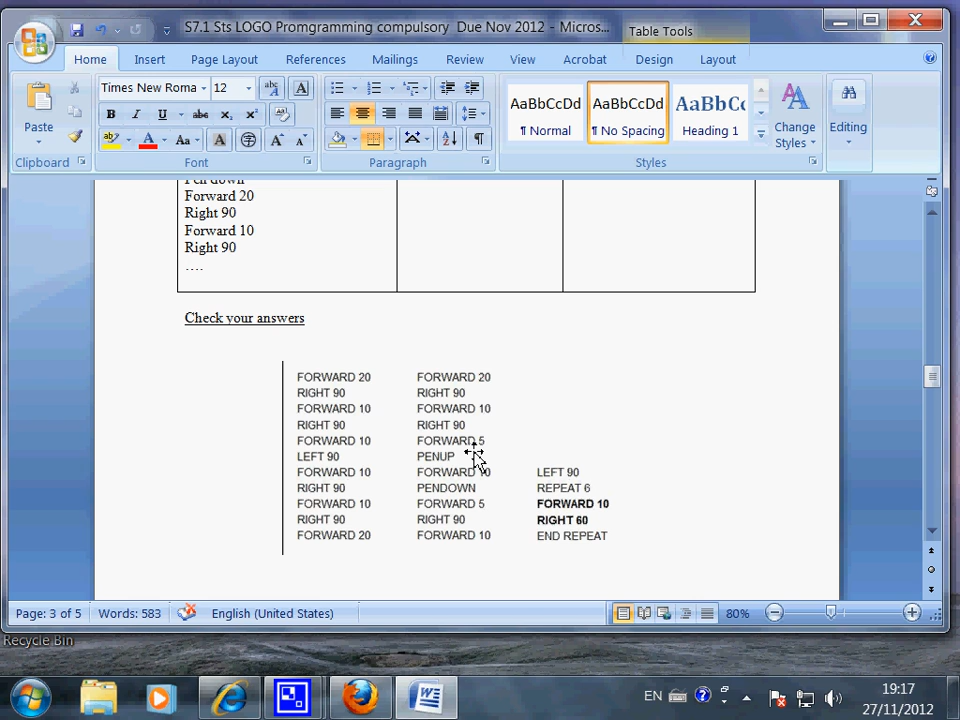 S7.1 Sts LOGO Promgramming compulsory Due Nov 2012 - Micros...
Table Tools
Home Insert Page Layout References Mailings Review View Acrobat Design Layout
Paste
Clipboard
Times New Roma 12
Font
Paragraph
AaBbCcDd AaBbCcDd AaBbCc
¶ Normal ¶ No Spacing Heading 1
Change Styles
Styles
Editing
Pen down
Forward 20
Right 90
Forward 10
Right 90
....
Check your answers
FORWARD 20 FORWARD 20
RIGHT 90 RIGHT 90
FORWARD 10 FORWARD 10
RIGHT 90 RIGHT 90
FORWARD 10 FORWARD 5
LEFT 90 PENUP
FORWARD 10 FORWARD 10 LEFT 90
RIGHT 90 PENDOWN REPEAT 6
FORWARD 10 FORWARD 5 FORWARD 10
RIGHT 90 RIGHT 90 RIGHT 60
FORWARD 20 FORWARD 10 END REPEAT
Page: 3 of 5 Words: 583 English (United States) 80%
Recycle Bin
EN
19:17
27/11/2012